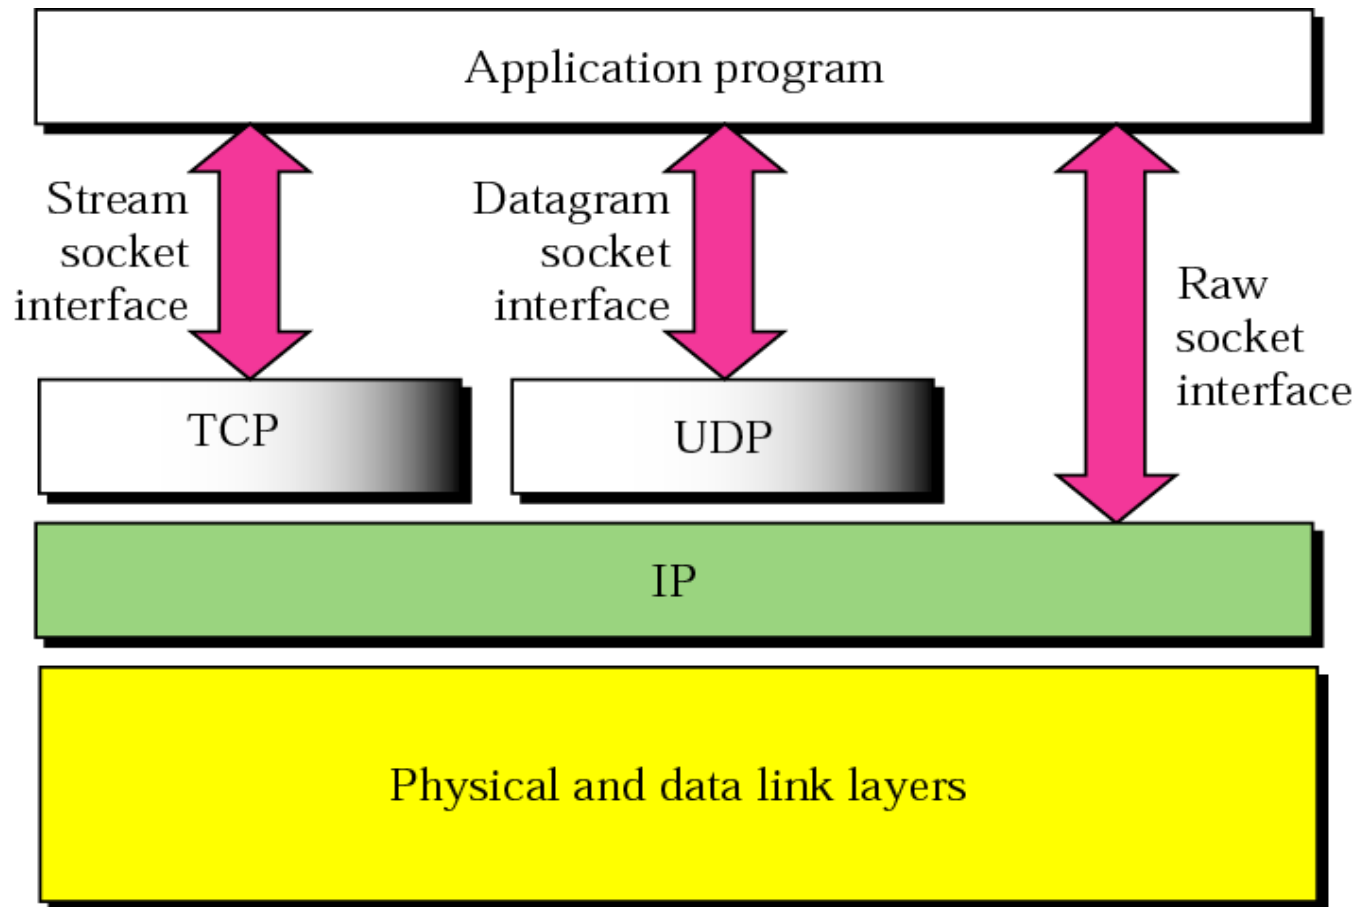 Application program
Stream
socket
interface
Datagram
socket
interface
Raw
socket
interface
TCP
UDP
IP
Physical and data link layers